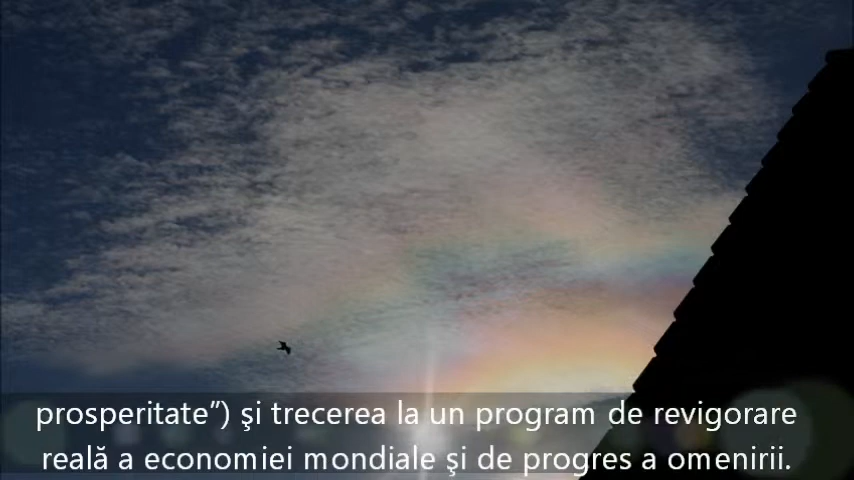 prosperitate”) şi trecerea la un program de revigorare
reală a economiei mondiale şi de progres a omenirii.